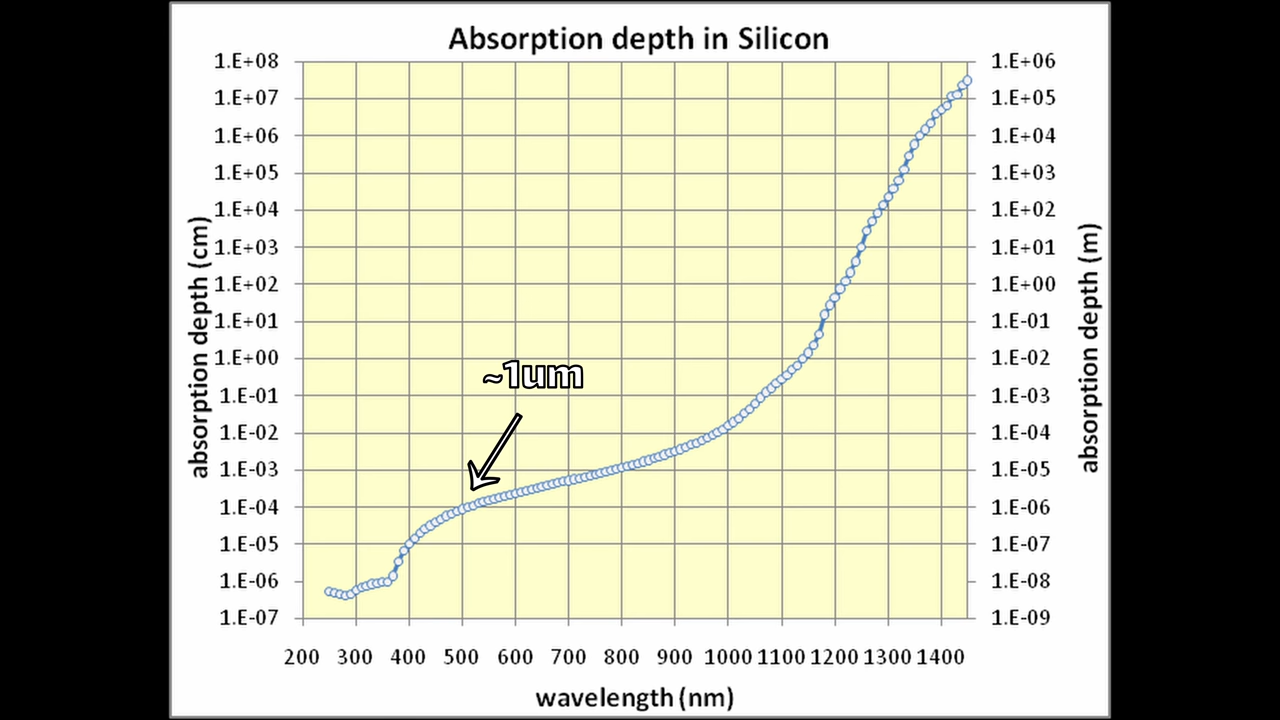 Absorption depth in Silicon
1.E+08
1.E+07
1.E+06
1.E+05
1.E+04
1.E+03
1.E+02
1.E+01
1.E+00
1.E-01
1.E-02
1.E-03
1.E-04
1.E-05
1.E-06
1.E-07
absorption depth (cm)
~1um
1.E+06
1.E+05
1.E+04
1.E+03
1.E+02
1.E+01
1.E+00
1.E-01
1.E-02
1.E-03
1.E-04
1.E-05
1.E-06
1.E-07
1.E-08
1.E-09
absorption depth (m)
200 300 400 500 600 700 800 900 1000 1100 1200 1300 1400
wavelength (nm)